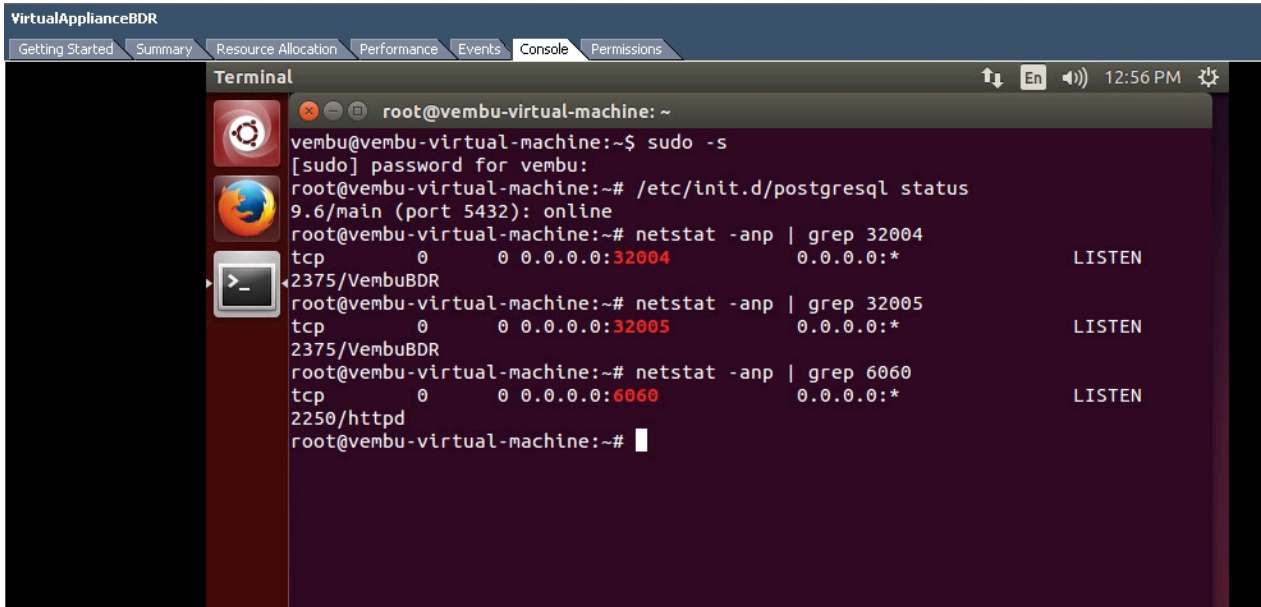 VirtualApplianceBDR
Getting Started Summary Resource Allocation Performance Events Console Permissions
Terminal En 12:56 PM
root@vembu-virtual-machine: ~
vembu@vembu-virtual-machine:~$ sudo -s
[sudo] password for vembu:
root@vembu-virtual-machine:~# /etc/init.d/postgresql status
9.6/main (port 5432): online
root@vembu-virtual-machine:~# netstat -anp | grep 32004
tcp 0 0 0.0.0.0:32004 0.0.0.0:* LISTEN
2375/VembuBDR
root@vembu-virtual-machine:~# netstat -anp | grep 32005
tcp 0 0 0.0.0.0:32005 0.0.0.0:* LISTEN
2375/VembuBDR
root@vembu-virtual-machine:~# netstat -anp | grep 6060
tcp 0 0 0.0.0.0:6060 0.0.0.0:* LISTEN
2250/httpd
root@vembu-virtual-machine:~#